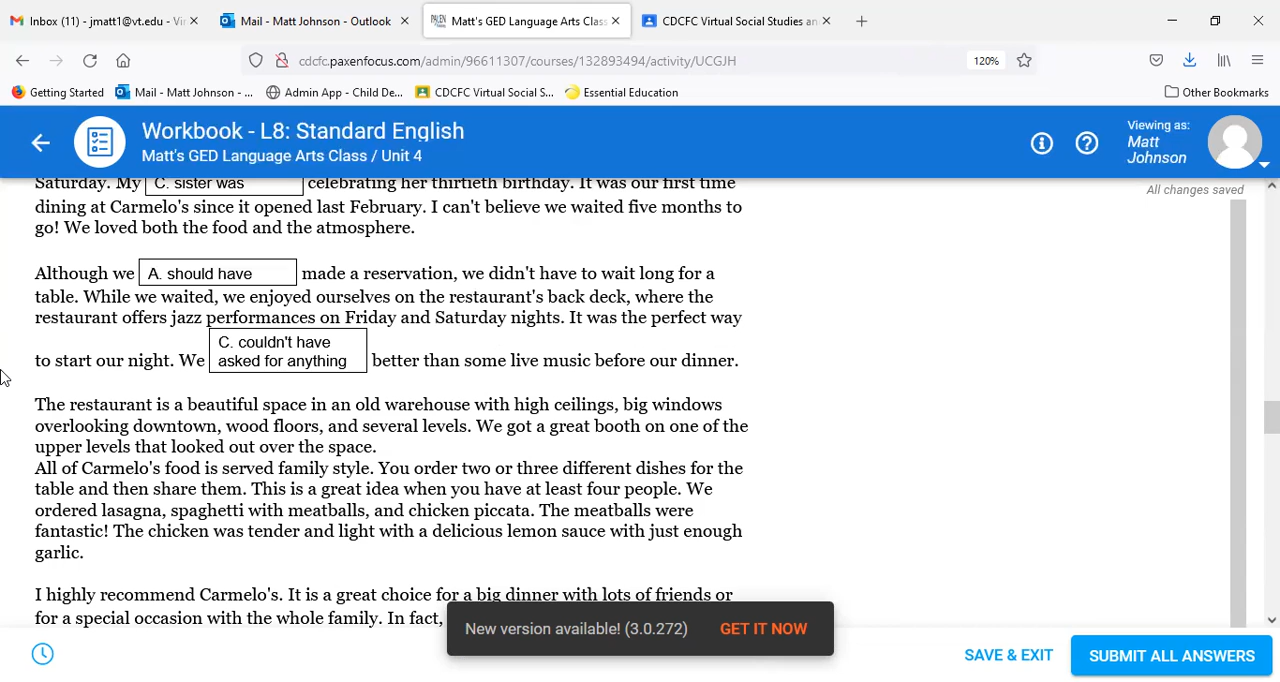 Inbox (11) - jmatt1@vt.edu - Vir
Mail - Matt Johnson - Outlook
PAXEN
Matt's GED Language Arts Class
CDCFC Virtual Social Studies an
cdcfc.paxenfocus.com/admin/96611307/courses/132893494/activity/UCGJH
120%
Getting Started
Mail - Matt Johnson - ...
Admin App - Child De...
CDCFC Virtual Social S...
Essential Education
Other Bookmarks
Workbook - L8: Standard English
Matt's GED Language Arts Class / Unit 4
Viewing as:
Matt
Johnson
All changes saved
Saturday. My C. sister was celebrating her thirtieth birthday. It was our first time
dining at Carmelo's since it opened last February. I can't believe we waited five months to
go! We loved both the food and the atmosphere.
Although we A. should have made a reservation, we didn't have to wait long for a
table. While we waited, we enjoyed ourselves on the restaurant's back deck, where the
restaurant offers jazz performances on Friday and Saturday nights. It was the perfect way
to start our night. We C. couldn't have
asked for anything better than some live music before our dinner.
The restaurant is a beautiful space in an old warehouse with high ceilings, big windows
overlooking downtown, wood floors, and several levels. We got a great booth on one of the
upper levels that looked out over the space.
All of Carmelo's food is served family style. You order two or three different dishes for the
table and then share them. This is a great idea when you have at least four people. We
ordered lasagna, spaghetti with meatballs, and chicken piccata. The meatballs were
fantastic! The chicken was tender and light with a delicious lemon sauce with just enough
garlic.
I highly recommend Carmelo's. It is a great choice for a big dinner with lots of friends or
for a special occasion with the whole family. In fact,
New version available! (3.0.272)
GET IT NOW
SAVE & EXIT
SUBMIT ALL ANSWERS